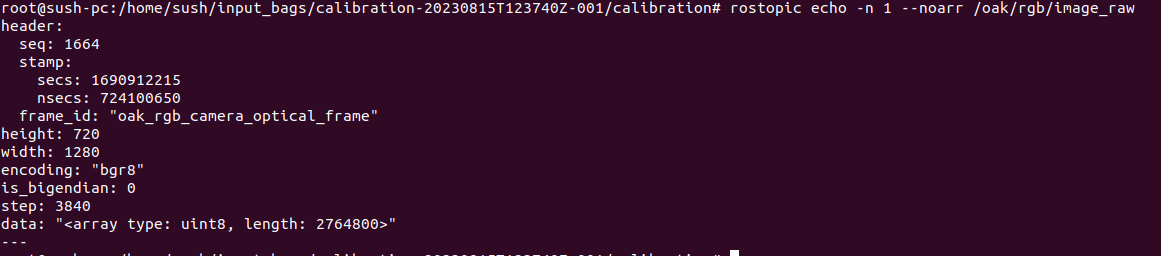 root@sush-pc:/home/sush/input_bags/calibration-20230815T123740Z-001/calibration# rostopic echo -n 1 --noarr /oak/rgb/image_raw
header:
  seq: 1664
  stamp:
    secs: 1690912215
    nsecs: 724100650
  frame_id: "oak_rgb_camera_optical_frame"
height: 720
width: 1280
encoding: "bgr8"
is_bigendian: 0
step: 3840
data: "<array type: uint8, length: 2764800>"
---